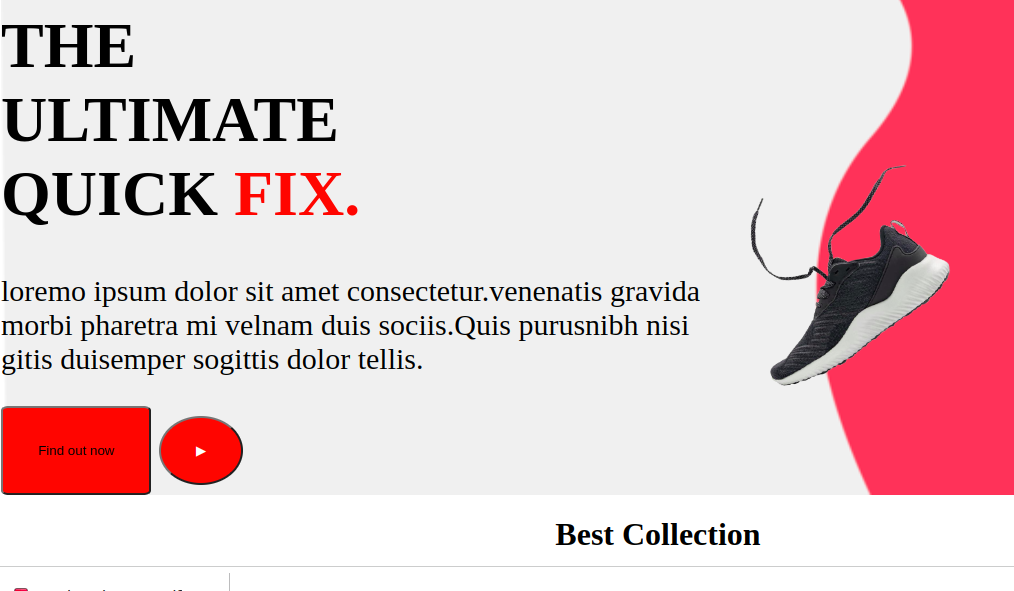 THE
ULTIMATE
QUICK FIX.
loremo ipsum dolor sit amet consectetur.venenatis gravida
morbi pharetra mi velnam duis sociis.Quis purusnibh nisi
gitis duisemper sogittis dolor tellis.
Find out now
Best Collection